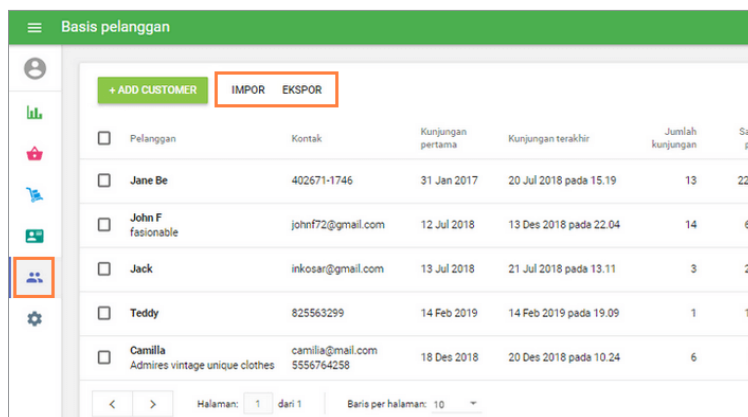 Basis pelanggan
+ ADD CUSTOMER IMPOR EKSPOR
Pelanggan Kontak Kunjungan pertama Kunjungan terakhir Jumlah kunjungan
Jane Be 402671-1746 31 Jan 2017 20 Jul 2018 pada 15.19 13 22
John F johnf72@gmail.com 12 Jul 2018 13 Des 2018 pada 22.04 14
fasionable
Jack inkosar@gmail.com 13 Jul 2018 21 Jul 2018 pada 13.11 3
Teddy 825563299 14 Feb 2019 14 Feb 2019 pada 19.09 1
Camilla camilia@mail.com 18 Des 2018 20 Des 2018 pada 10.24 6
Admires vintage unique clothes 5556764258
Halaman: 1 dari 1 Baris per halaman: 10